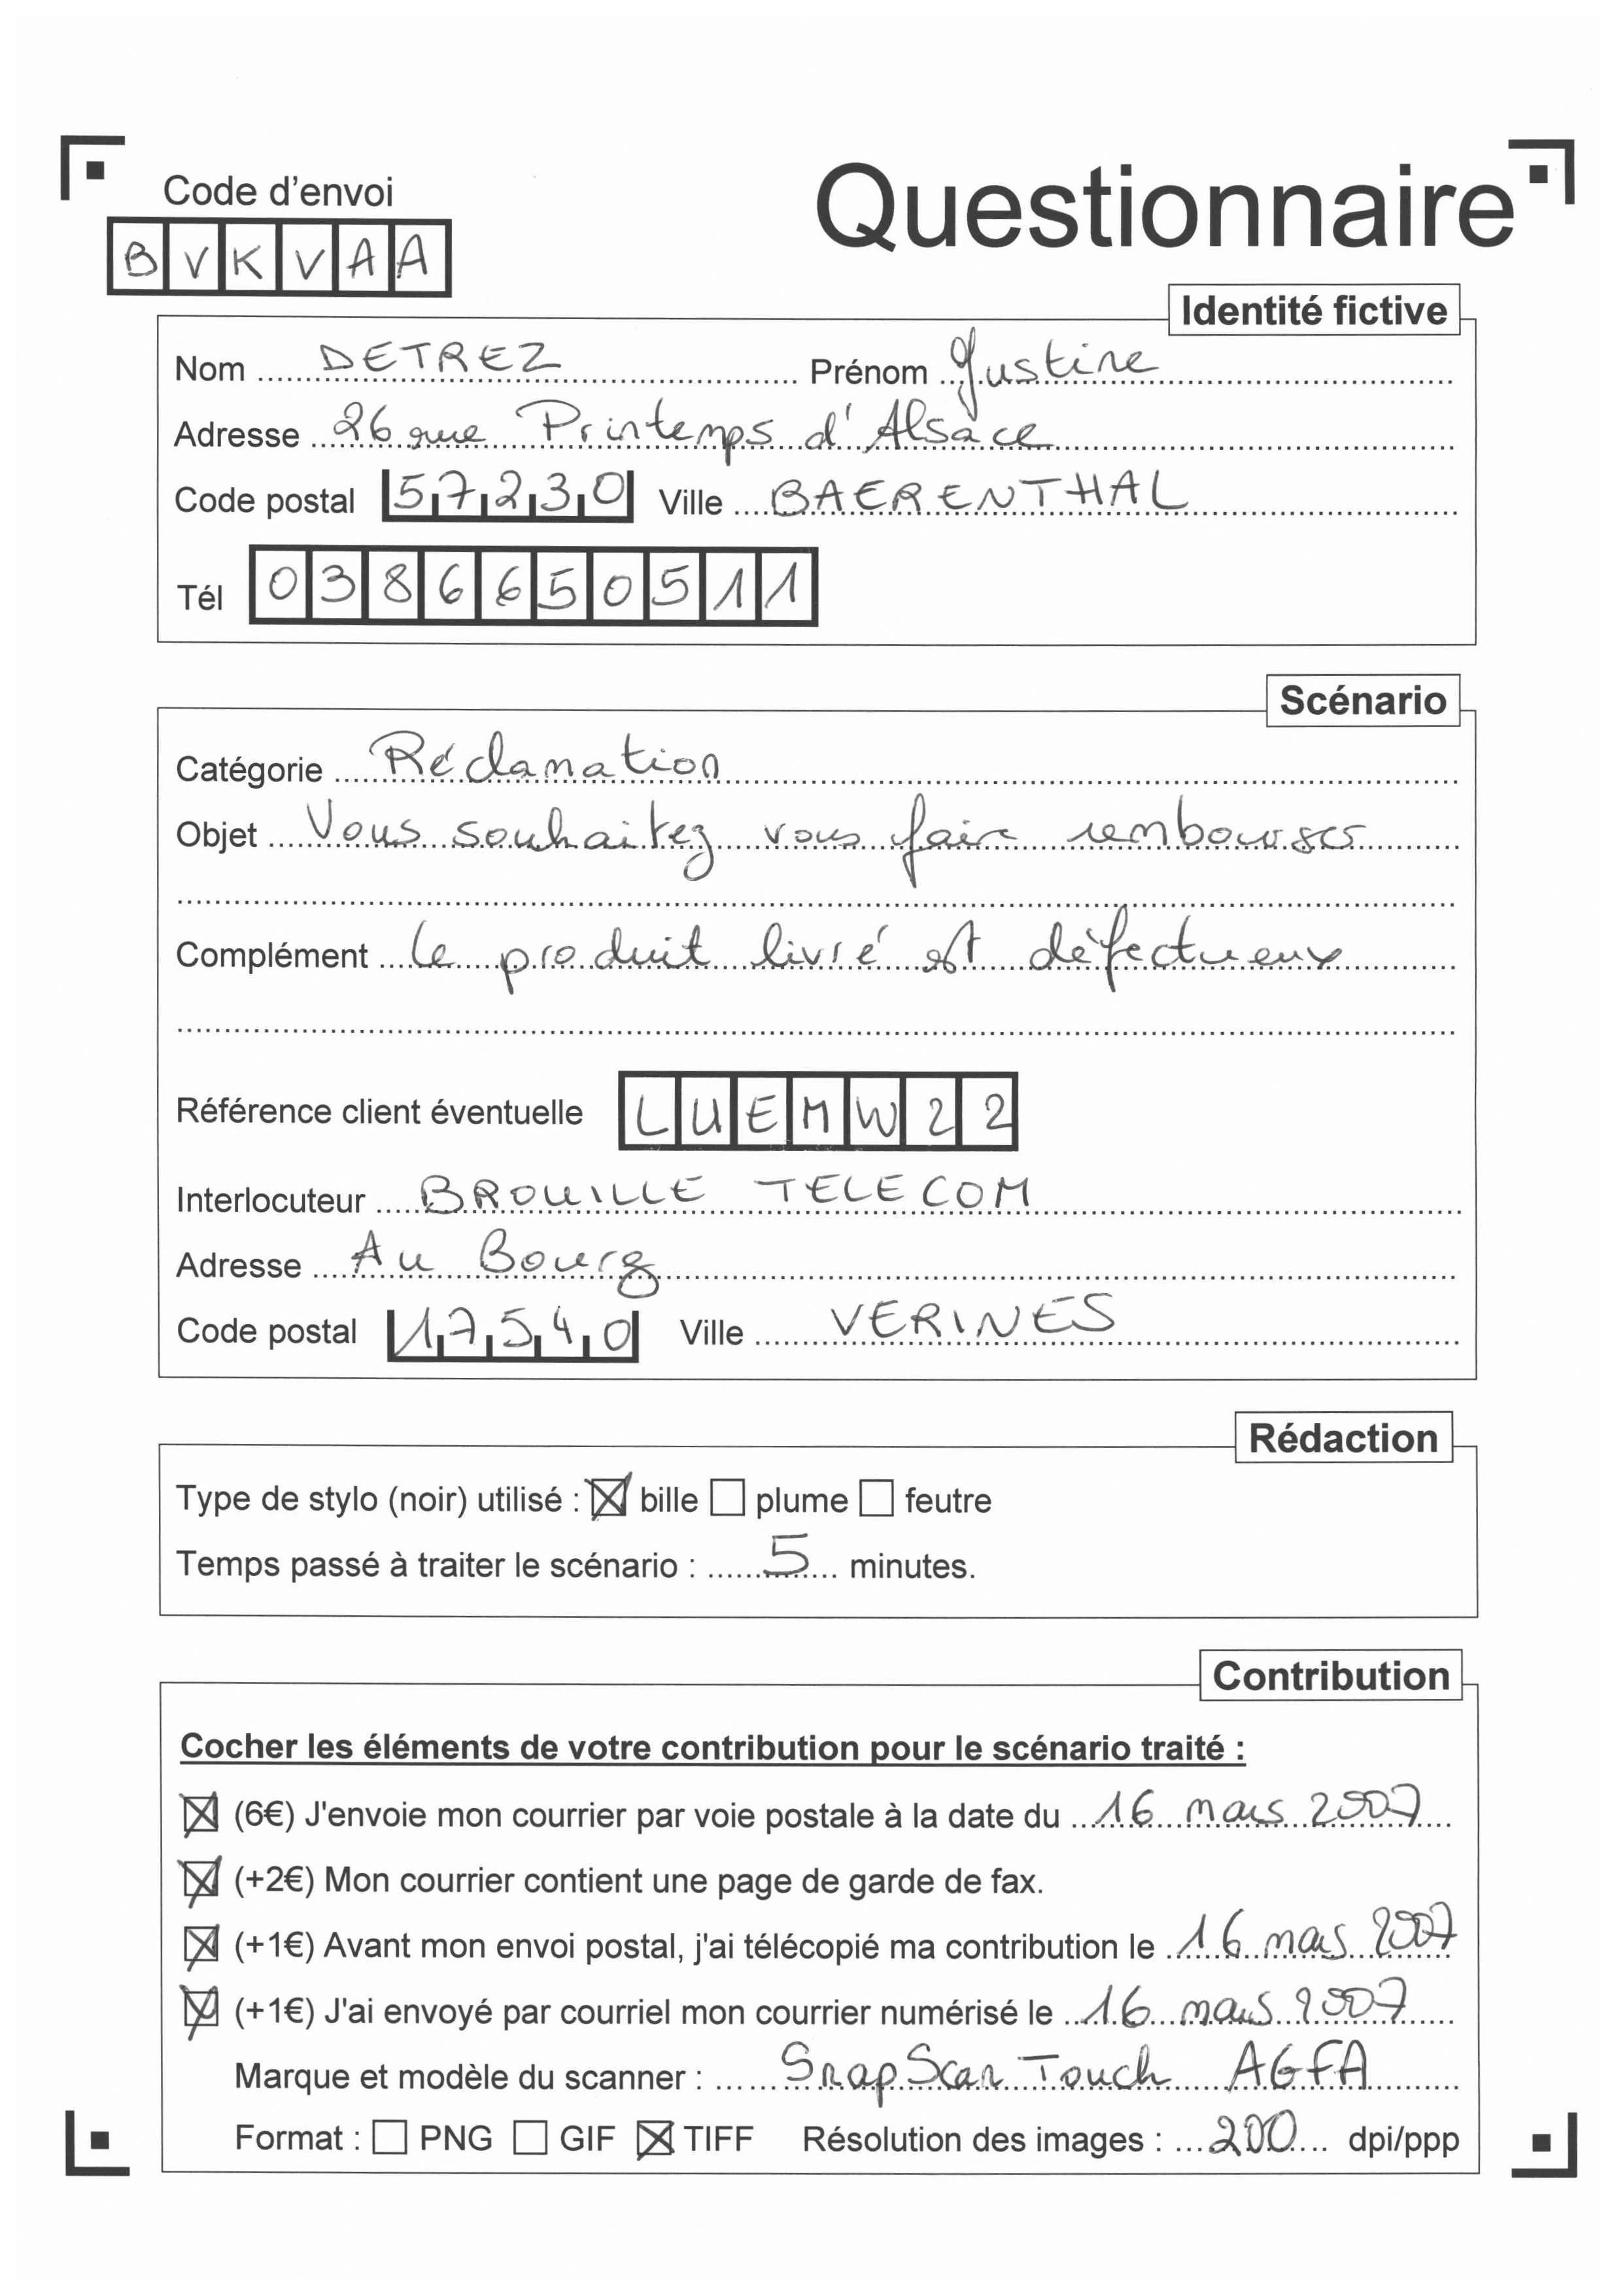 Code d'envoi
Questionnaire
BVKVAA
Identité fictive
Nom DETREZ Prénom Justine
Adresse 26 rue Printemps d'Alsace
Code postal 57230 Ville BAERENTHAL
Tél 0386650511
Scénario
Catégorie Réclamation
Objet Vous souhaitez vous faire rembourser
Complément Le produit livré est défectueux
Référence client éventuelle LUEMW22
Interlocuteur BROUILLE TELECOM
Adresse Au Bourg
Code postal 17540 Ville VERINES
Rédaction
Type de stylo (noir) utilisé : ☒ bille ☐ plume ☐ feutre
Temps passé à traiter le scénario : 5 minutes.
Contribution
Cocher les éléments de votre contribution pour le scénario traité :
☒ (6€) J'envoie mon courrier par voie postale à la date du 16 mars 2007
☒ (+2€) Mon courrier contient une page de garde de fax.
☒ (+1€) Avant mon envoi postal, j'ai télécopié ma contribution le 16 mars 2007
☒ (+1€) J'ai envoyé par courriel mon courrier numérisé le 16 mars 2007
Marque et modèle du scanner : SnapScan Touch AGFA
Format : ☐ PNG ☐ GIF ☒ TIFF Résolution des images : 200 dpi/ppp